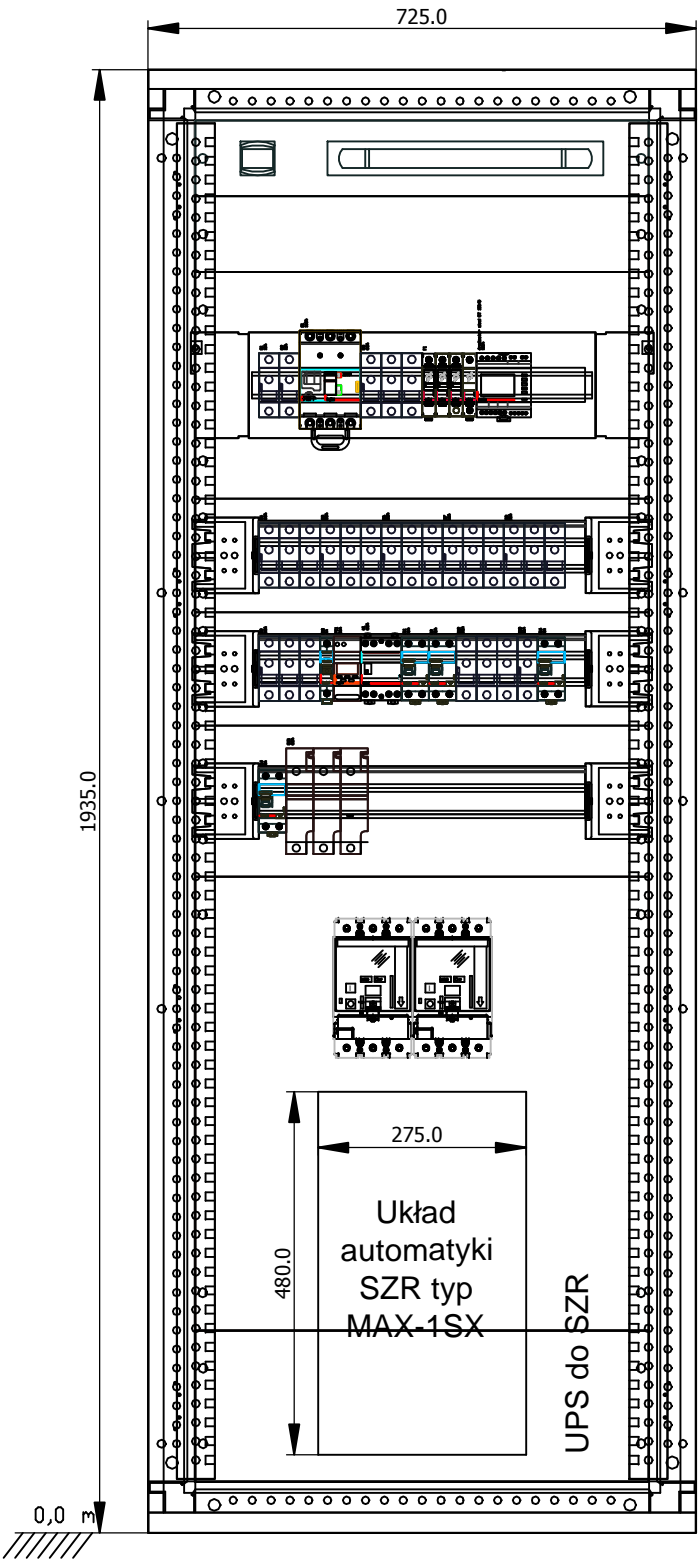 725.0
1935.0
275.0
480.0
Układ
automatyki
SZR typ
MAX-1SX
UPS do SZR
0,0 m